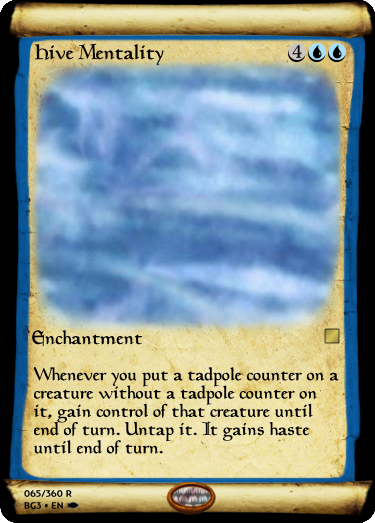 Hive Mentality 4
Enchantment
Whenever you put a tadpole counter on a
creature without a tadpole counter on
it, gain control of that creature until
end of turn. Untap it. It gains haste
until end of turn.
065/360 R
BG3 • EN